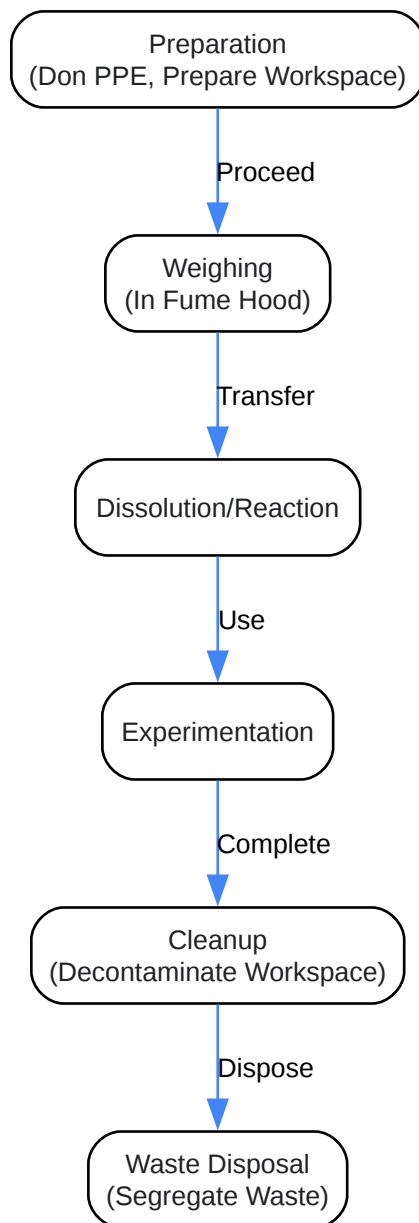 Preparation
(Don PPE, Prepare Workspace)
Proceed
Weighing
(In Fume Hood)
Transfer
Dissolution/Reaction
Use
Experimentation
Complete
Cleanup
(Decontaminate Workspace)
Dispose
Waste Disposal
(Segregate Waste)